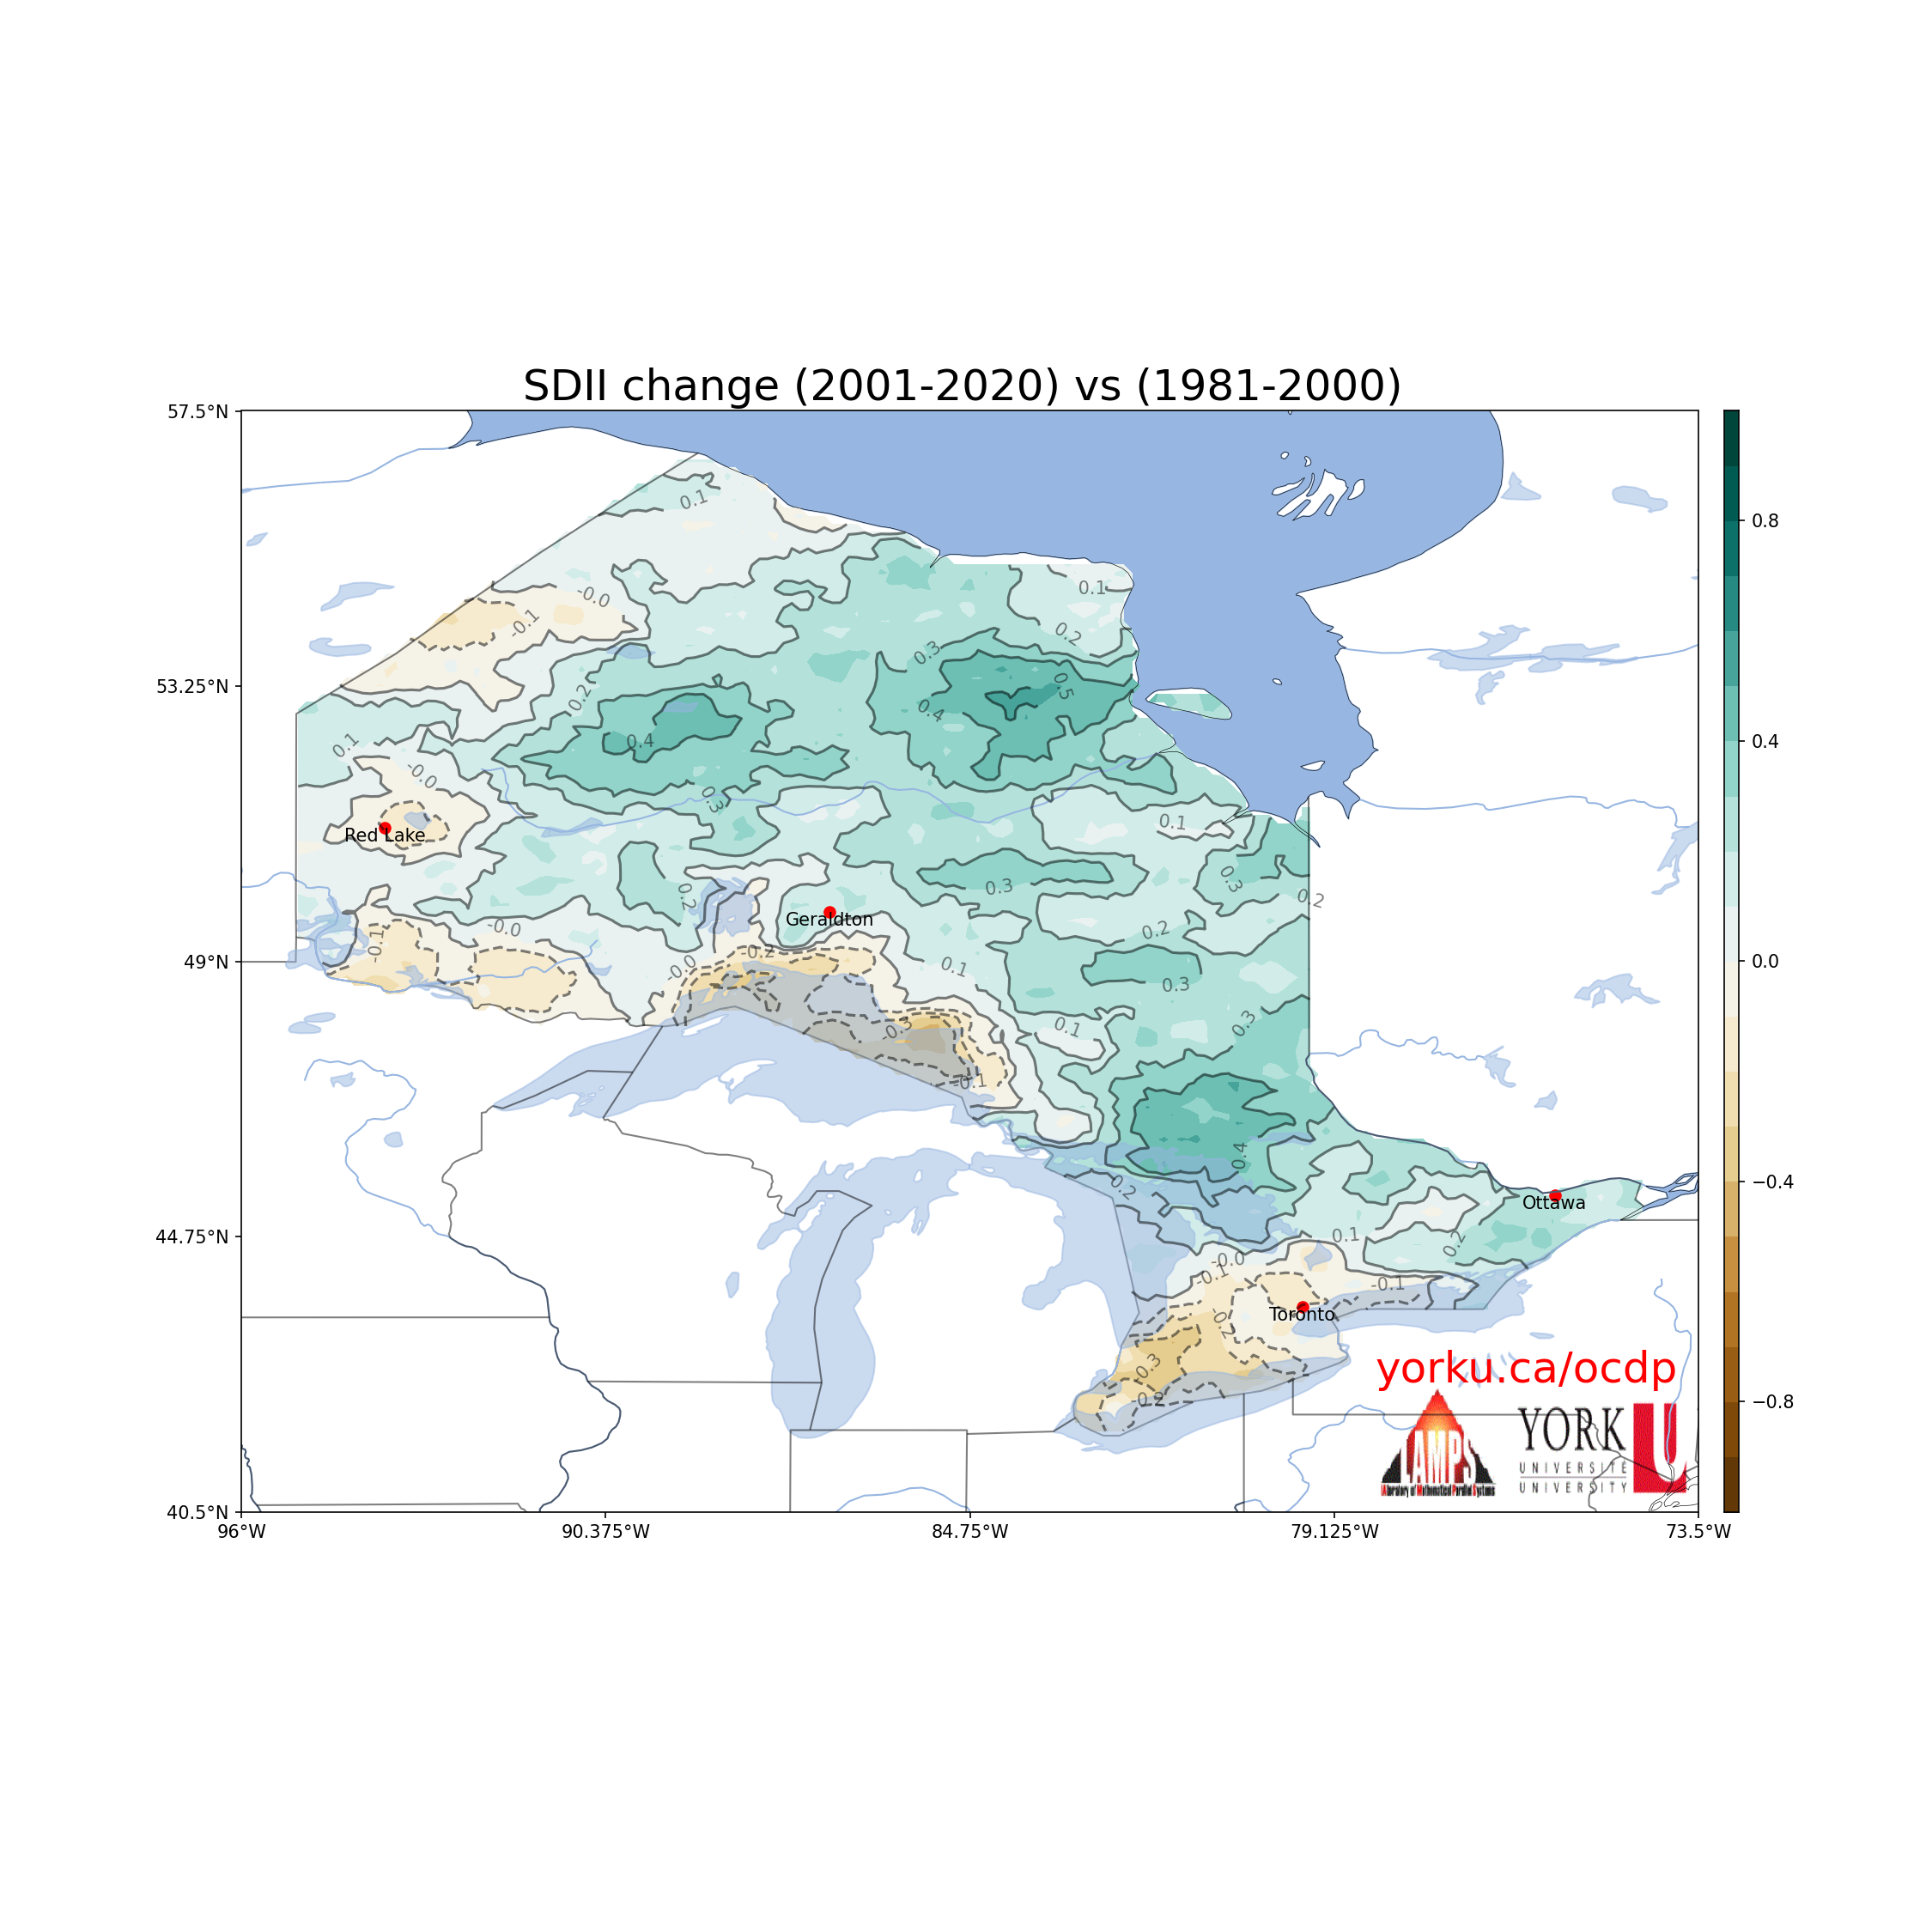 SDII change (2001-2020) vs (1981-2000)
57.5°N
53.25°N
49°N
44.75°N
40.5°N
96°W
90.375°W
84.75°W
79.125°W
73.5°W
0.8
0.4
0.0
−0.4
−0.8
0.1
-0.0
-0.1
0.1
0.2
0.3
0.2
0.5
0.4
0.4
0.1
-0.0
0.3
0.1
Red Lake
0.3
0.3
0.2
0.2
Geraldton
-0.0
-0.1
0.2
-0.2
-0.0
0.1
0.3
0.3
0.1
-0.3
-0.1
0.4
0.2
Ottawa
0.1
0.2
-0.0
-0.1
-0.1
Toronto
-0.2
-0.3
-0.2
yorku.ca/ocdp
LAMPS
Laboratory of Mathematical Parallel Systems
YORK U
UNIVERSITÉ
UNIVERSITY